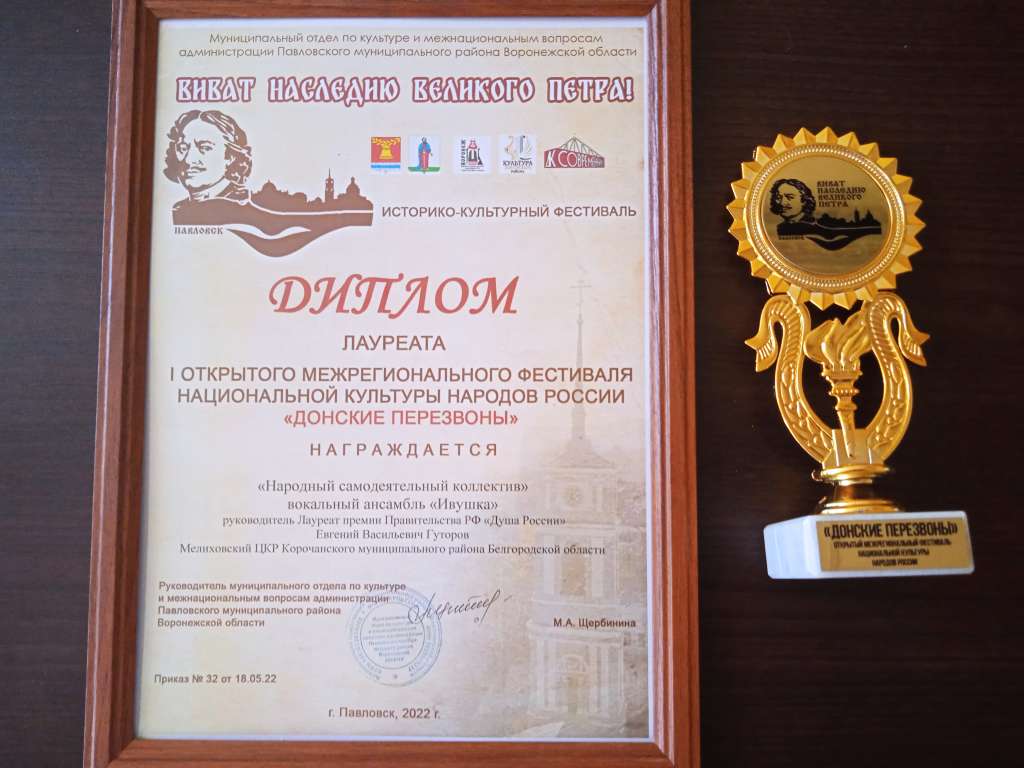 Муниципальный отдел по культуре и межнациональным вопросам
администрации Павловского муниципального района Воронежской области
ВИВАТ НАСЛЕДИЮ ВЕЛИКОГО ПЕТРА!
КУЛЬТУРА
ПАВЛОВСК
ИСТОРИКО-КУЛЬТУРНЫЙ ФЕСТИВАЛЬ
ДИПЛОМ
ЛАУРЕАТА
I ОТКРЫТОГО МЕЖРЕГИОНАЛЬНОГО ФЕСТИВАЛЯ
НАЦИОНАЛЬНОЙ КУЛЬТУРЫ НАРОДОВ РОССИИ
«ДОНСКИЕ ПЕРЕЗВОНЫ»
НАГРАЖДАЕТСЯ
«Народный самодеятельный коллектив»
вокальный ансамбль «Ивушка»
руководитель Лауреат премии Правительства РФ «Душа России»
Евгений Васильевич Гуторов
Мелиховский ЦКР Корочанского муниципального района Белгородской области
Руководитель муниципального отдела по культуре
и межнациональным вопросам администрации
Павловского муниципального района
Воронежской области
М.А. Щербинина
Приказ № 32 от 18.05.22
г. Павловск, 2022 г.
ВИВАТ
НАСЛЕДИЮ
ВЕЛИКОГО
ПЕТРА
«ДОНСКИЕ ПЕРЕЗВОНЫ»
ОТКРЫТЫЙ МЕЖРЕГИОНАЛЬНЫЙ ФЕСТИВАЛЬ
НАЦИОНАЛЬНОЙ КУЛЬТУРЫ
НАРОДОВ РОССИИ